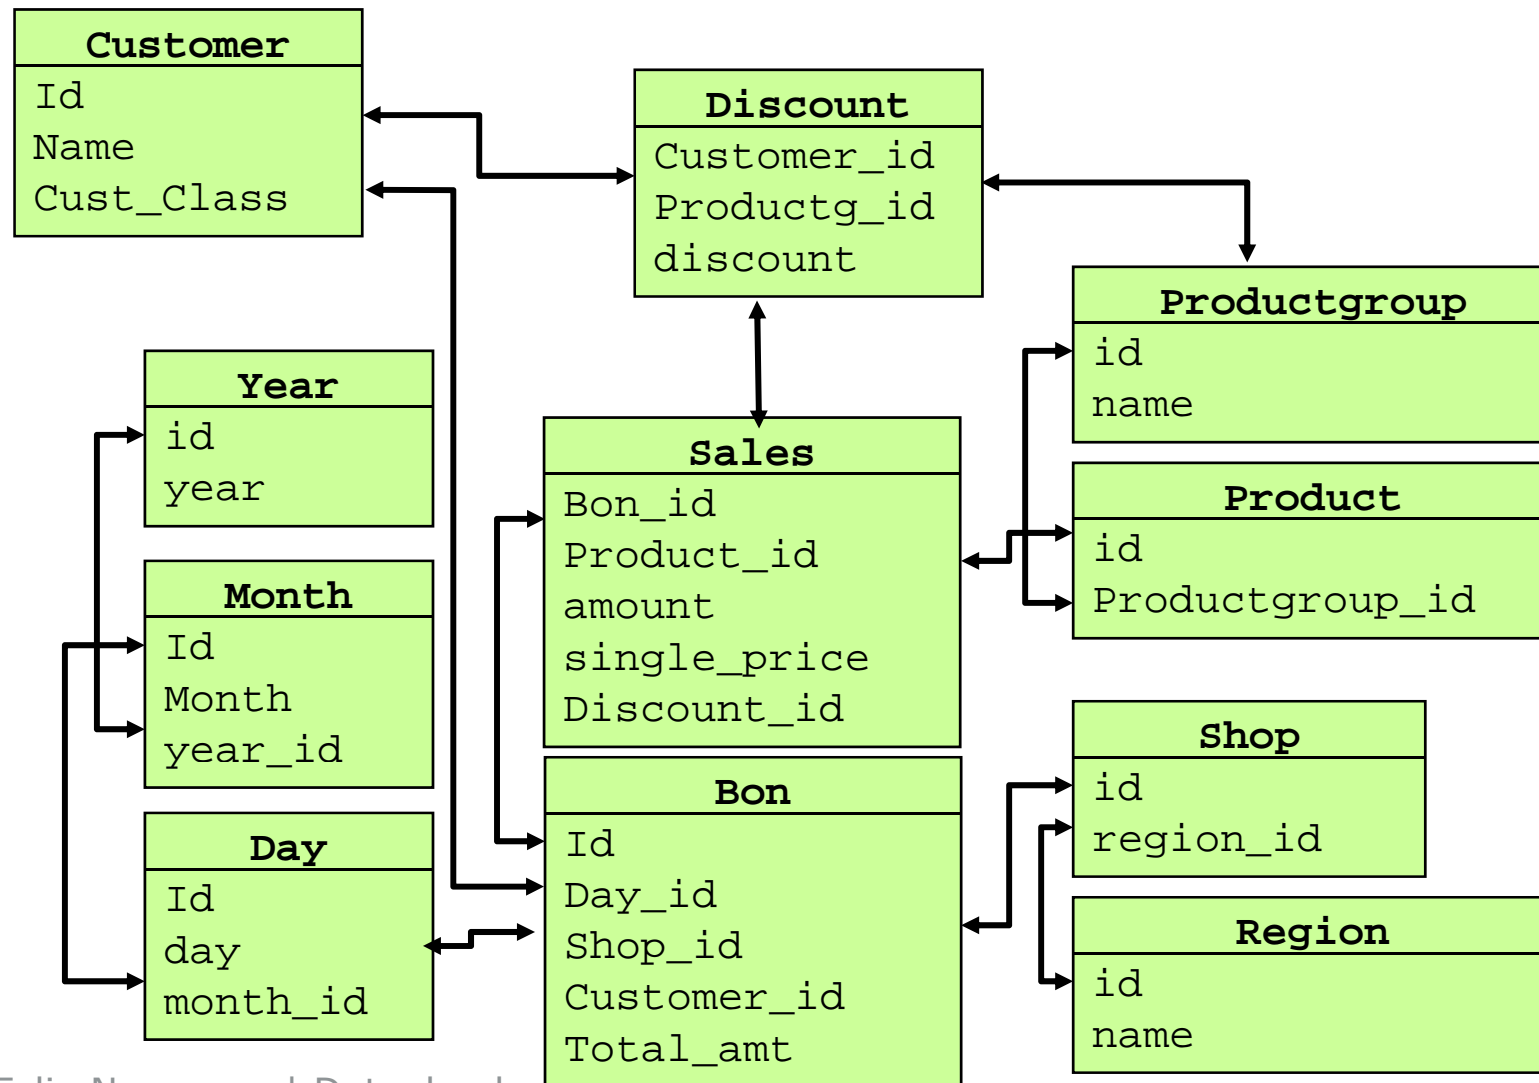 Customer
Id
Name
Cust_Class
Discount
Customer_id
Productg_id
discount
Productgroup
id
name
Year
id
year
Sales
Bon_id
Product_id
amount
single_price
Discount_id
Product
id
Productgroup_id
Month
Id
Month
year_id
Shop
id
region_id
Bon
Id
Day_id
Shop_id
Customer_id
Total_amt
Day
Id
day
month_id
Region
id
name